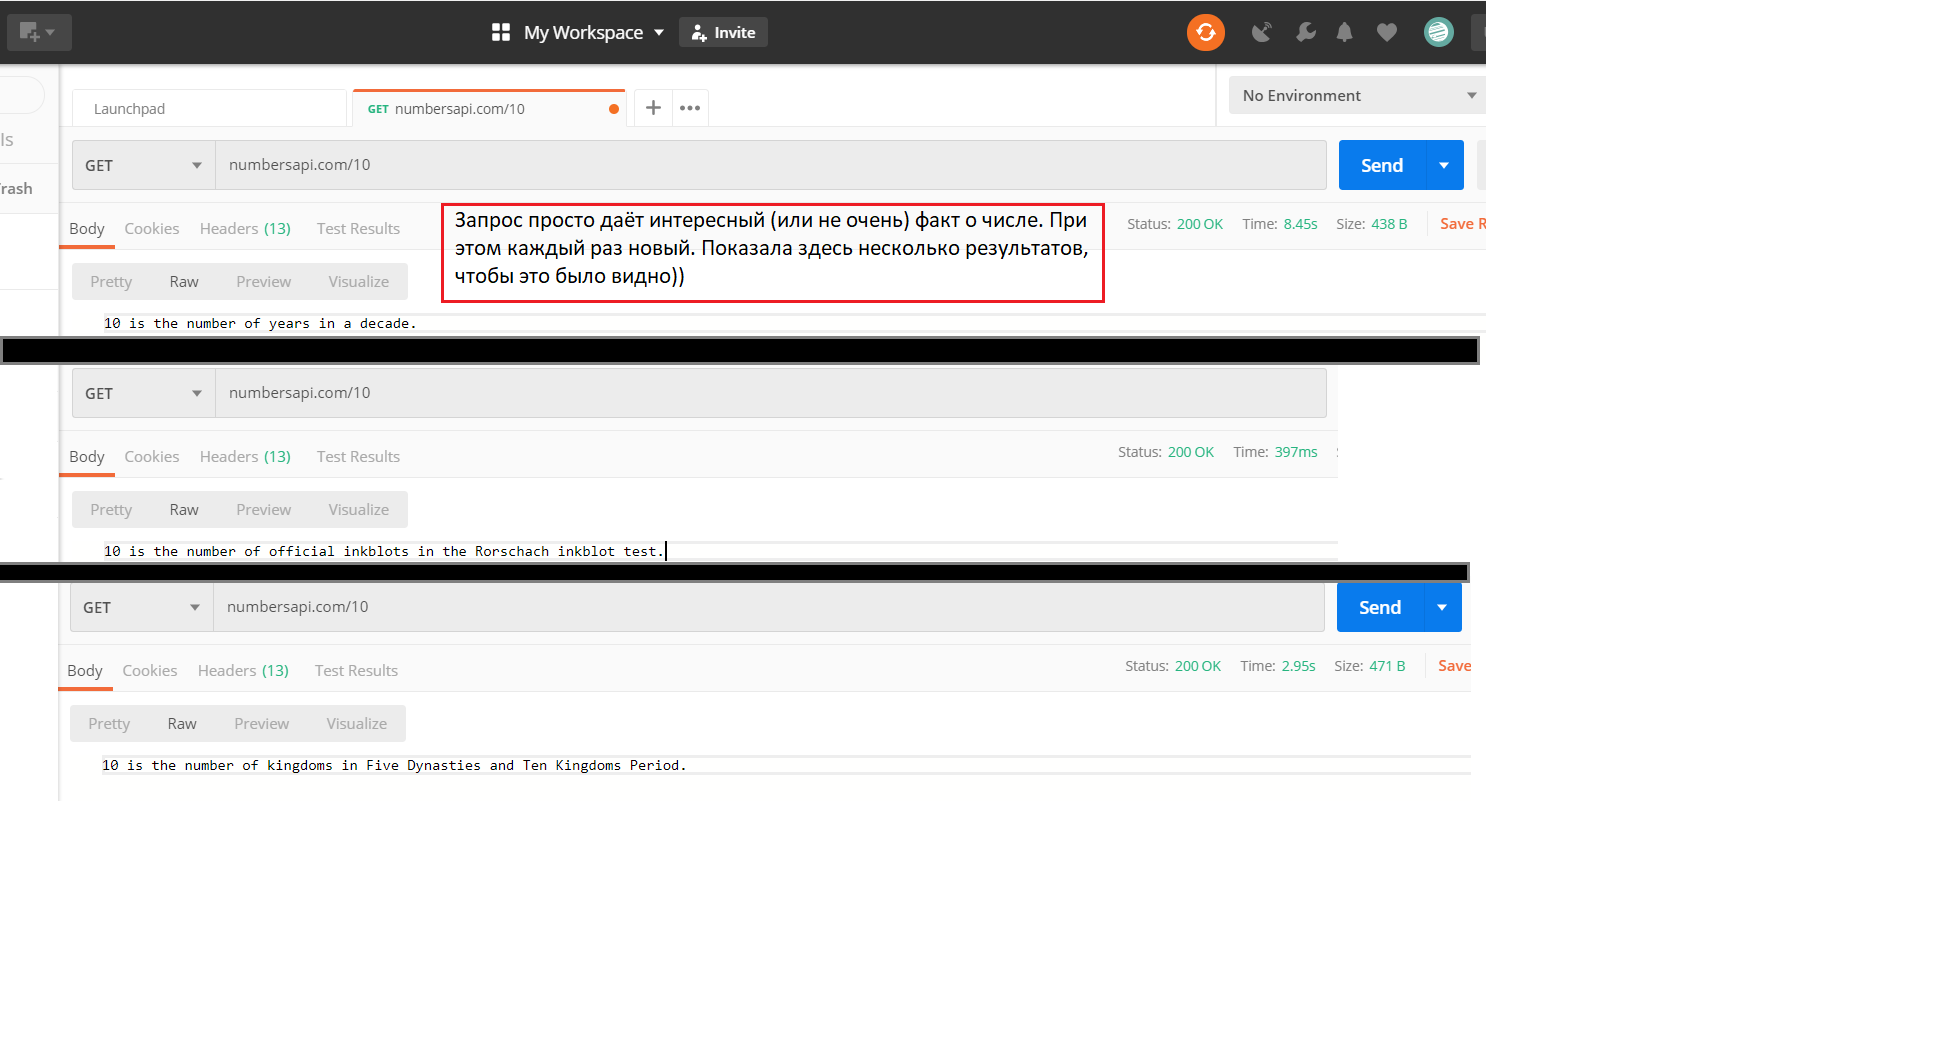 My Workspace Invite
Launchpad GET numbersapi.com/10 No Environment
ls
GET numbersapi.com/10 Send
rash
Body Cookies Headers (13) Test Results Status: 200 OK Time: 8.45s Size: 438 B Save R
Запрос просто даёт интересный (или не очень) факт о числе. При
этом каждый раз новый. Показала здесь несколько результатов,
чтобы это было видно))
Pretty Raw Preview Visualize
10 is the number of years in a decade.
GET numbersapi.com/10
Body Cookies Headers (13) Test Results Status: 200 OK Time: 397ms
Pretty Raw Preview Visualize
10 is the number of official inkblots in the Rorschach inkblot test.
GET numbersapi.com/10 Send
Body Cookies Headers (13) Test Results Status: 200 OK Time: 2.95s Size: 471 B Save
Pretty Raw Preview Visualize
10 is the number of kingdoms in Five Dynasties and Ten Kingdoms Period.